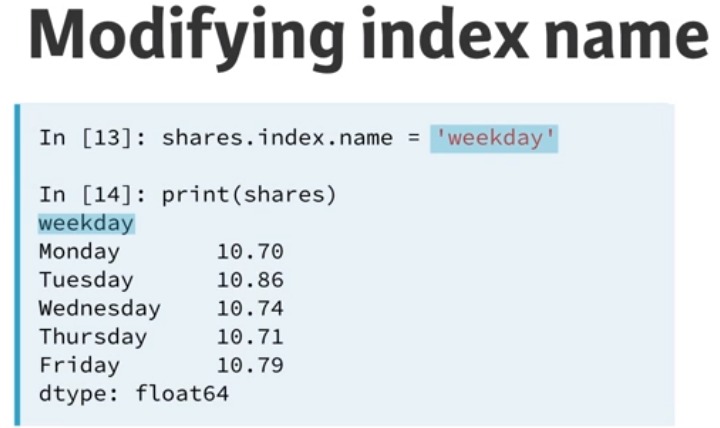 Modifying index name
In [13]: shares.index.name = 'weekday'
In [14]: print(shares)
weekday
Monday       10.70
Tuesday      10.86
Wednesday    10.74
Thursday     10.71
Friday       10.79
dtype: float64